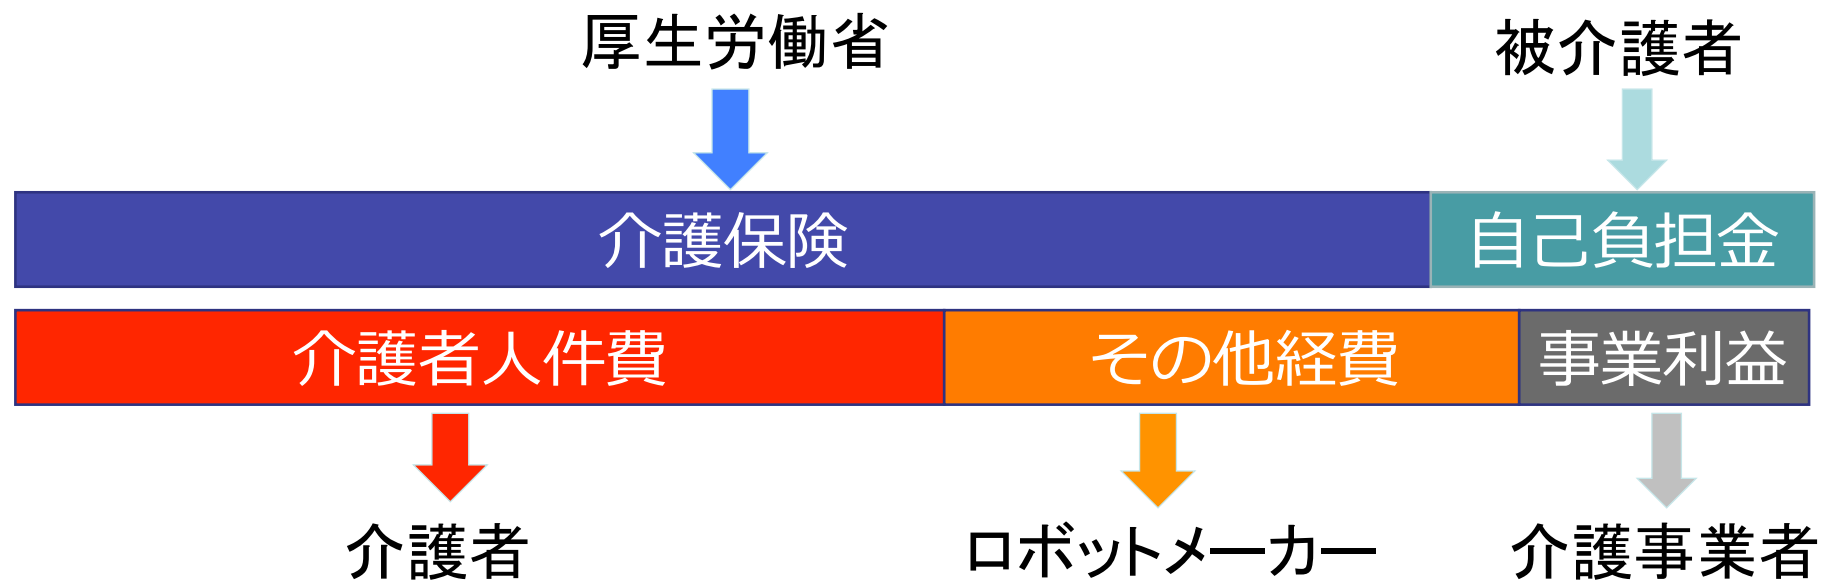 厚生労働省
被介護者
介護保険
自己負担金
介護者人件費
その他経費
事業利益
介護者
ロボットメーカー
介護事業者